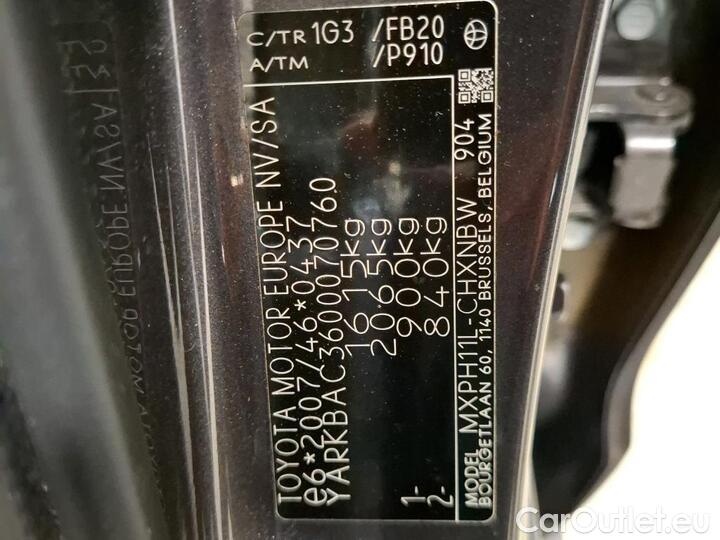 TOYOTA MOTOR EUROPE NV/SA
e6*2007/46*0437
YARKBAC3600070760
1615kg
2065kg
1- 900kg
2- 840kg
MODEL MXPH11L-CHXNBW 904
BOURGETLAAN 60, 1140 BRUSSELS, BELGIUM
C/TR 1G3 /FB20
A/TM /P910
CarOutlet.eu